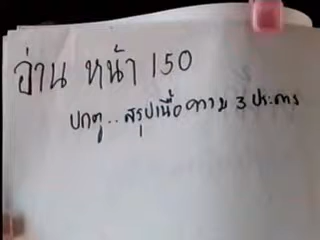 อ่าน หน้า 150
ปกคู..สรุปเนื้อความ 3 ประการ